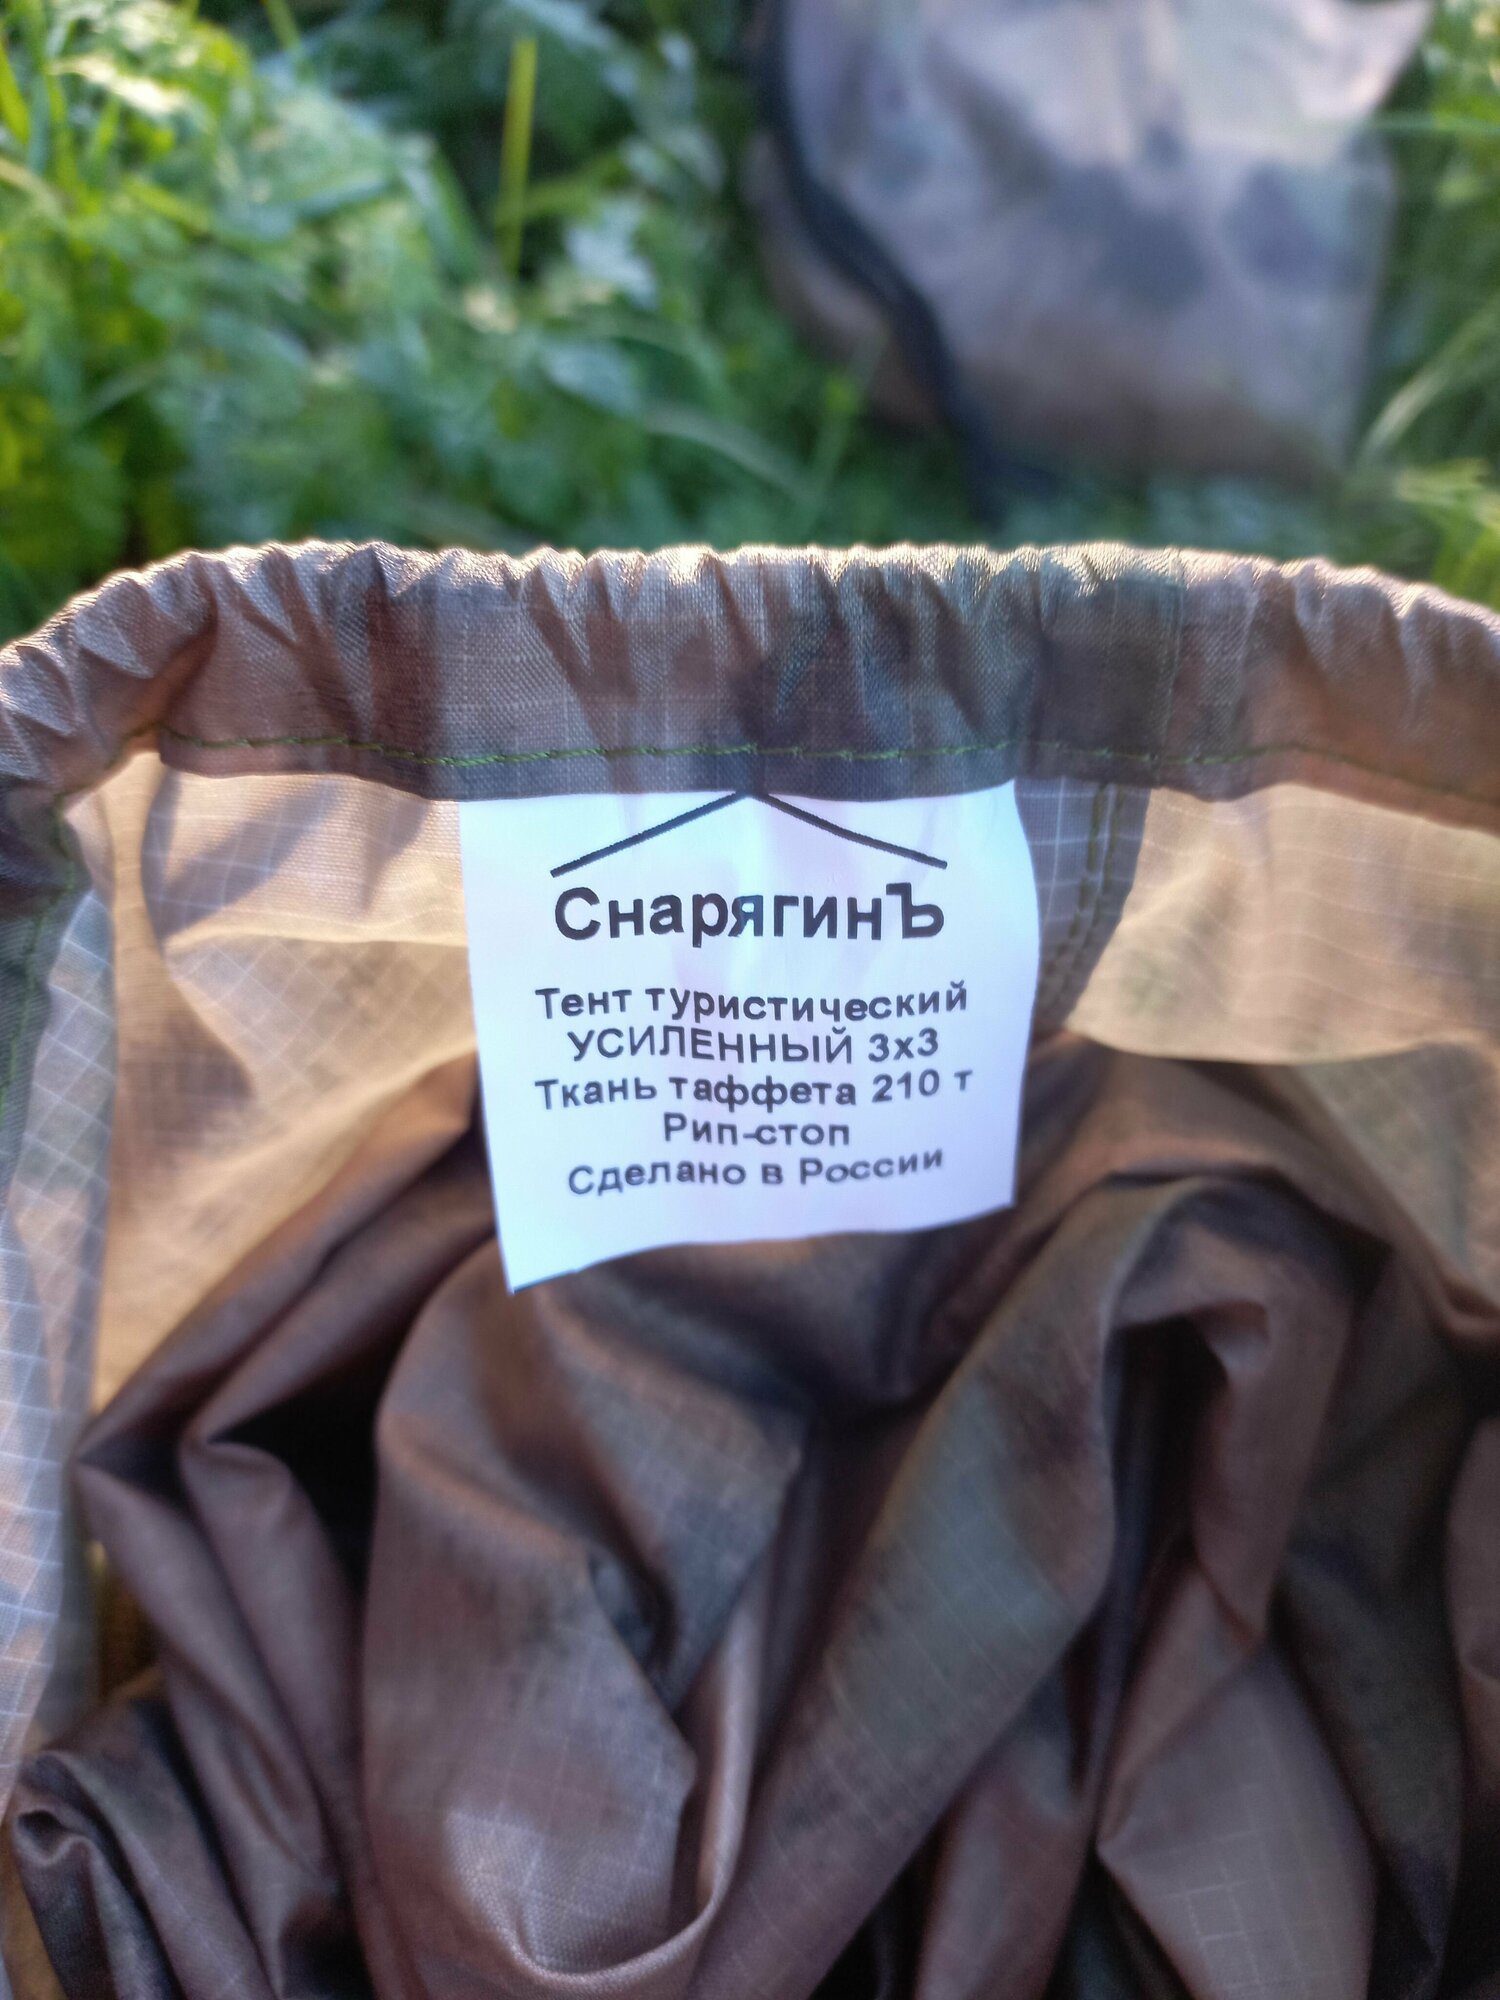 СнарягинЪ
Тент туристический
УСИЛЕННЫЙ 3х3
Ткань таффета 210 т
Рип-стоп
Сделано в России